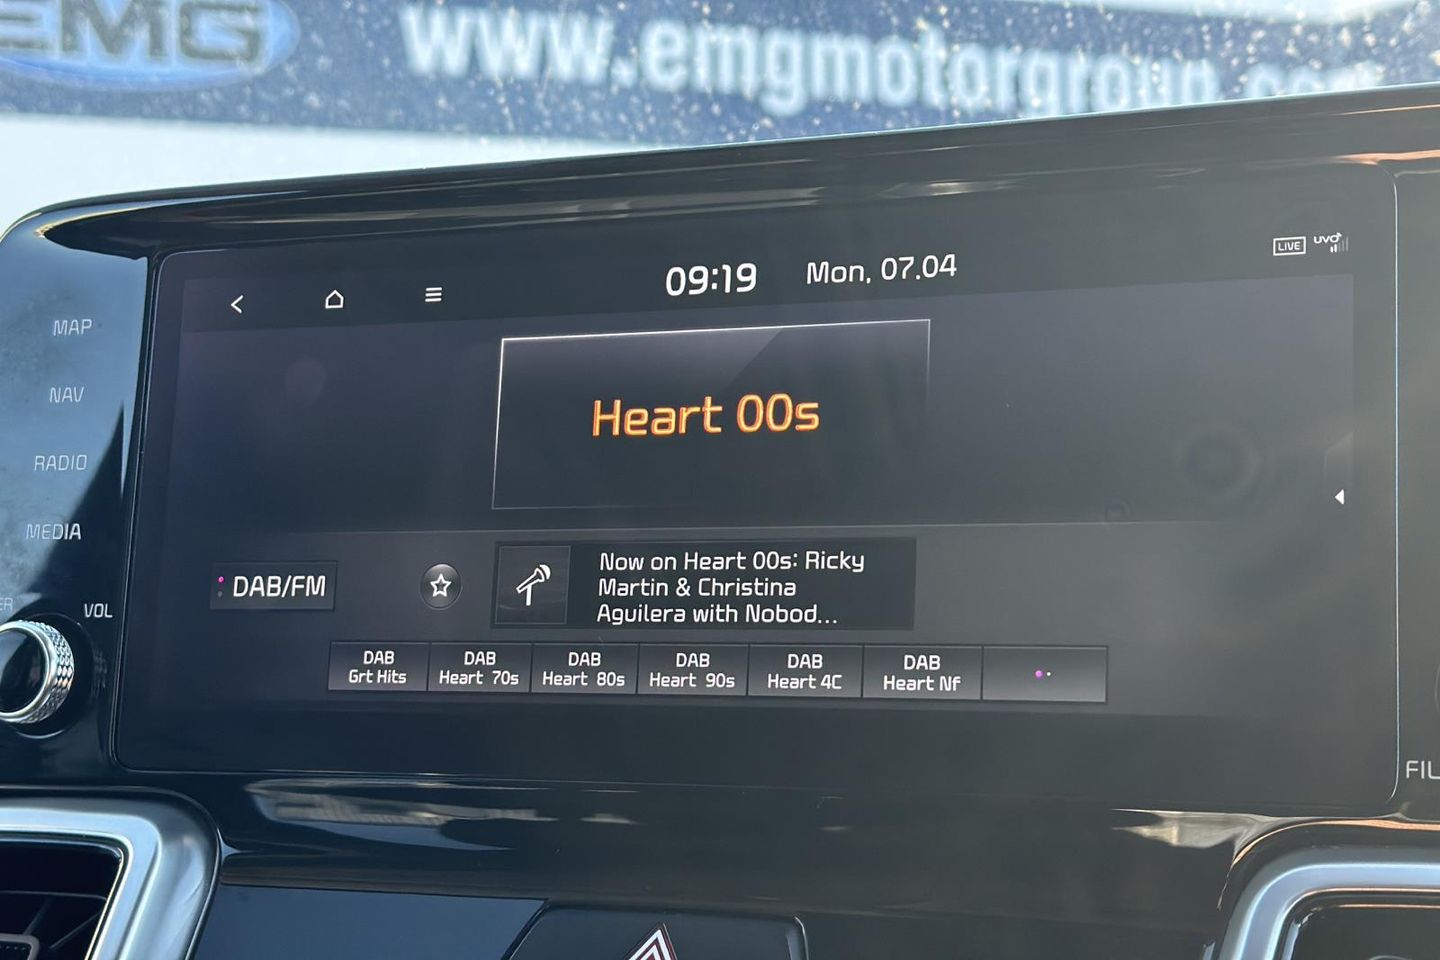 EMG
www.emgmotorgroup.com
09:19
Mon, 07.04
LIVE
UVO
MAP
NAV
RADIO
MEDIA
VOL
Heart 00s
DAB/FM
Now on Heart 00s: Ricky
Martin & Christina
Aguilera with Nobod...
DAB
Grt Hits
DAB
Heart 70s
DAB
Heart 80s
DAB
Heart 90s
DAB
Heart 4C
DAB
Heart Nf